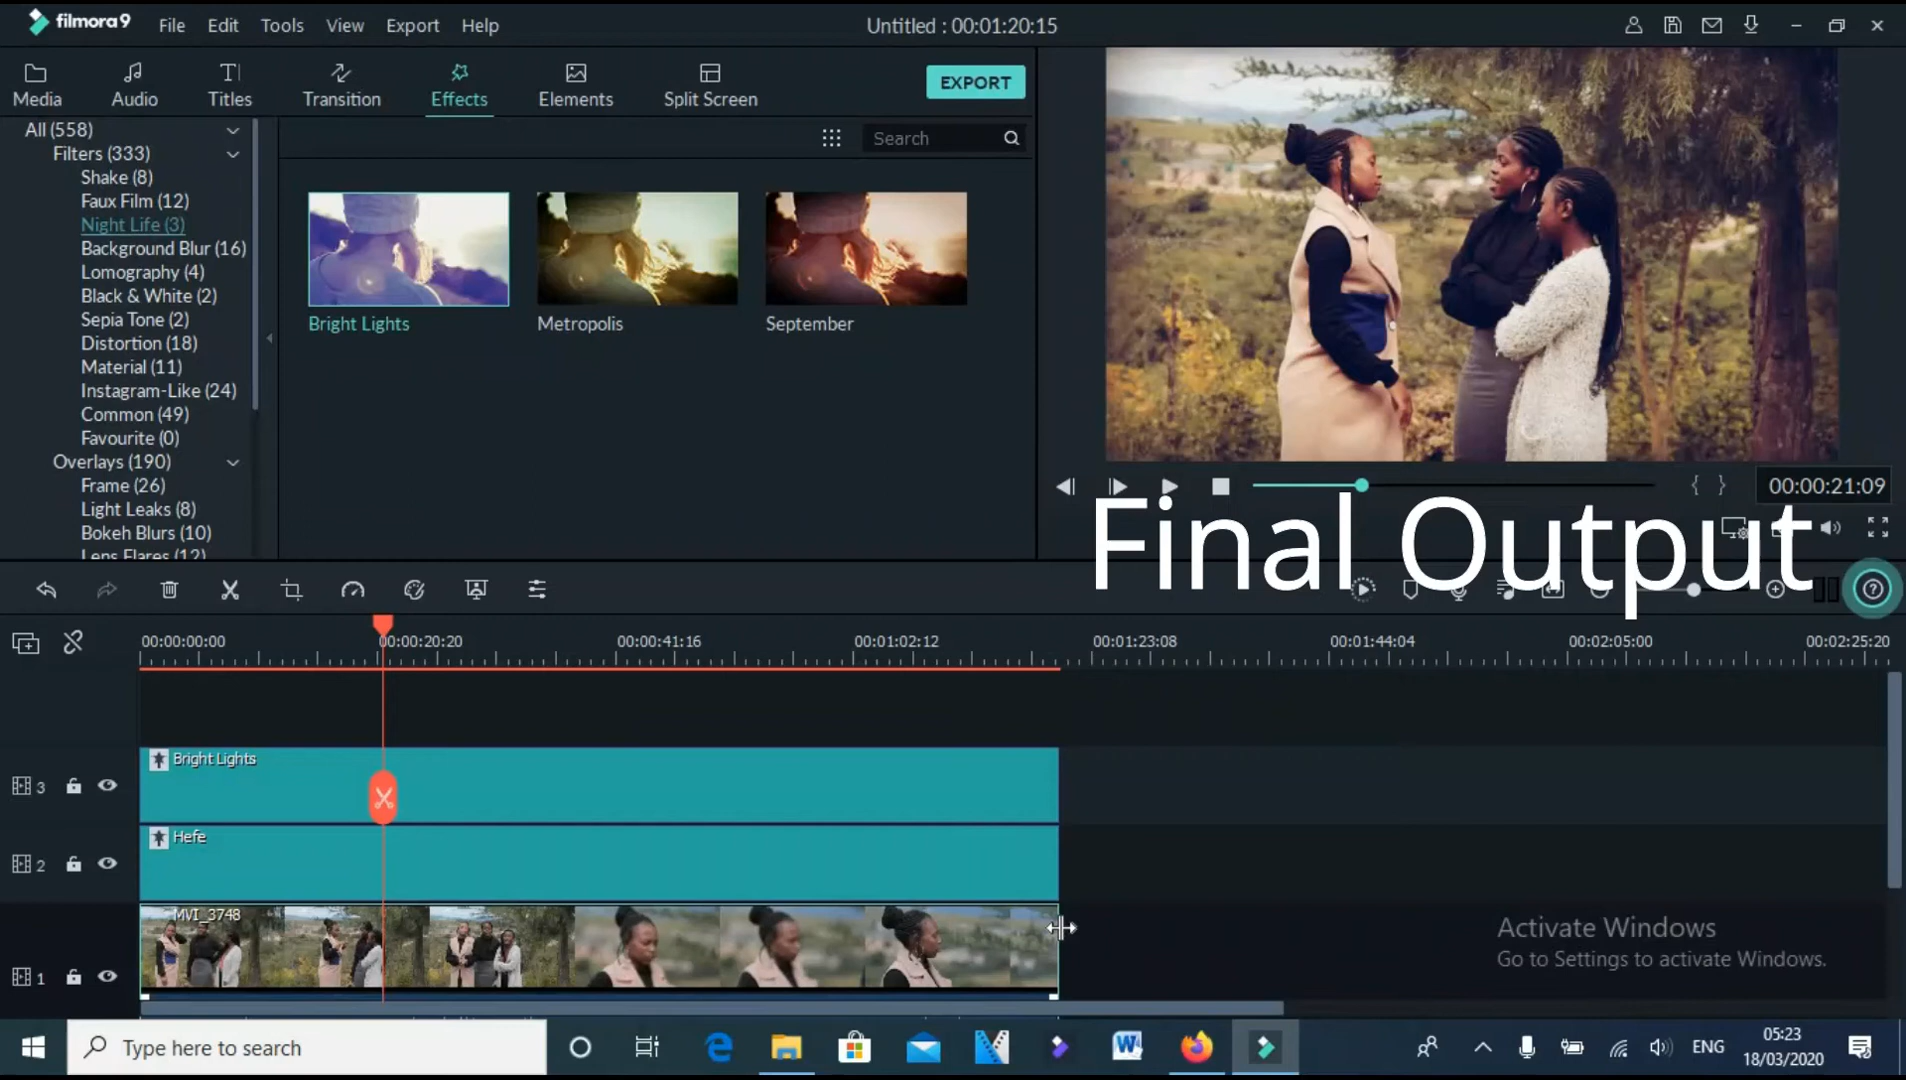 filmora9
File Edit Tools View Export Help
Untitled : 00:01:20:15
Media Audio Titles Transition Effects Elements Split Screen
EXPORT
All (558)
Filters (333)
Shake (8)
Faux Film (12)
Night Life (3)
Background Blur (16)
Lomography (4)
Black & White (2)
Sepia Tone (2)
Distortion (18)
Material (11)
Instagram-Like (24)
Common (49)
Favourite (0)
Overlays (190)
Frame (26)
Light Leaks (8)
Bokeh Blurs (10)
Lens Flares (12)
Search
Bright Lights Metropolis September
00:00:21:09
Final Output
00:00:00:00 00:00:20:20 00:00:41:16 00:01:02:12 00:01:23:08 00:01:44:04 00:02:05:00 00:02:25:20
Bright Lights
3
Hefe
2
MVI_3748
1
Activate Windows
Go to Settings to activate Windows.
Type here to search
ENG
05:23
18/03/2020